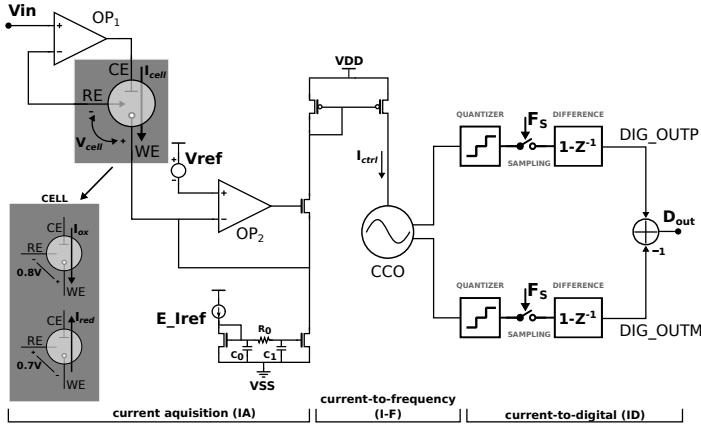 Vin
OP1
+
−
CE
Icell
RE
−
Vcell
+
WE
CELL
CE
Iox
RE
−
0.8V
+
WE
CE
Ired
RE
+
0.7V
−
WE
+
Vref
−
+
−
OP2
E_Iref
R0
C0
C1
VSS
VDD
Ictrl
CCO
QUANTIZER
FS
SAMPLING
DIFFERENCE
1-Z-1
DIG_OUTP
Dout
−1
QUANTIZER
FS
SAMPLING
DIFFERENCE
1-Z-1
DIG_OUTM
current aquisition (IA)
current-to-frequency
(I-F)
current-to-digital (ID)